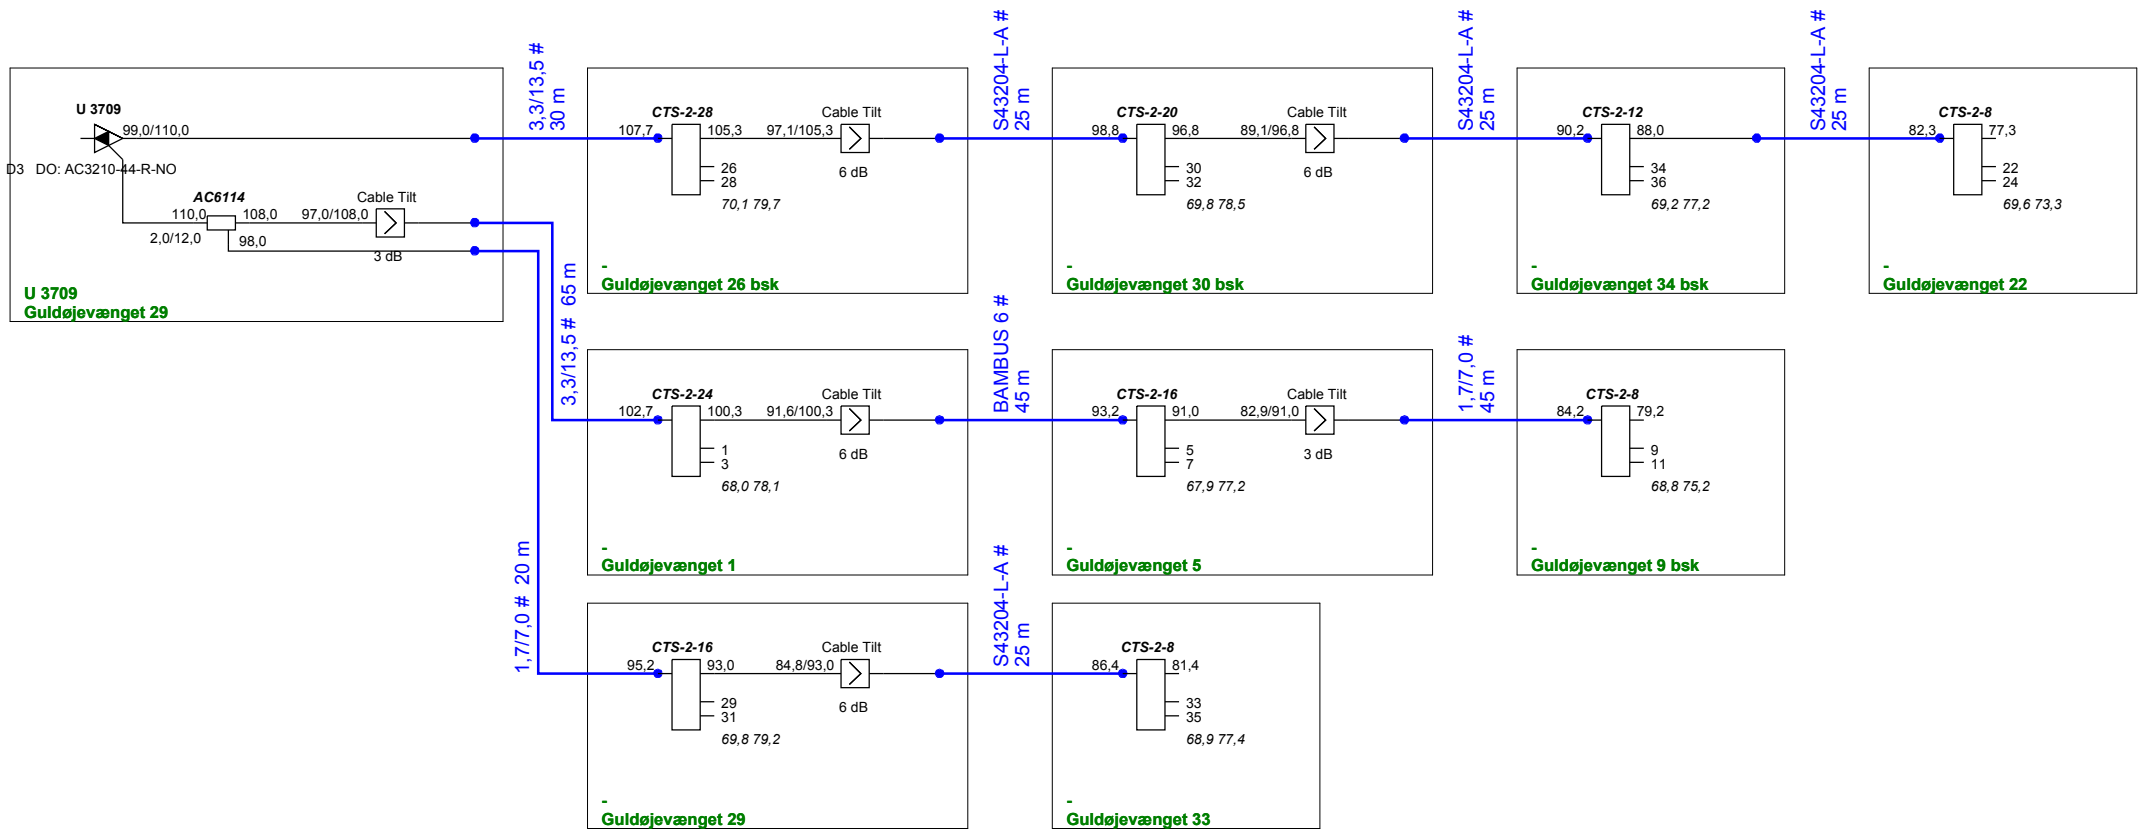 U 3709
99,0/110,0
D3 DO: AC3210-44-R-NO
AC6114
110,0
108,0
97,0/108,0
Cable Tilt
2,0/12,0
98,0
3 dB
U 3709
Guldøjevænget 29
3,3/13,5 #
30 m
CTS-2-28
107,7
105,3
97,1/105,3
Cable Tilt
6 dB
26
28
70,1 79,7
-
Guldøjevænget 26 bsk
S43204-L-A #
25 m
CTS-2-20
98,8
96,8
89,1/96,8
Cable Tilt
6 dB
30
32
69,8 78,5
-
Guldøjevænget 30 bsk
S43204-L-A #
25 m
CTS-2-12
90,2
88,0
34
36
69,2 77,2
-
Guldøjevænget 34 bsk
S43204-L-A #
25 m
CTS-2-8
82,3
77,3
22
24
69,6 73,3
-
Guldøjevænget 22
3,3/13,5 # 65 m
CTS-2-24
102,7
100,3
91,6/100,3
Cable Tilt
6 dB
1
3
68,0 78,1
-
Guldøjevænget 1
BAMBUS 6 #
45 m
CTS-2-16
93,2
91,0
82,9/91,0
Cable Tilt
3 dB
5
7
67,9 77,2
-
Guldøjevænget 5
1,7/7,0 #
45 m
CTS-2-8
84,2
79,2
9
11
68,8 75,2
-
Guldøjevænget 9 bsk
1,7/7,0 # 20 m
CTS-2-16
95,2
93,0
84,8/93,0
Cable Tilt
6 dB
29
31
69,8 79,2
-
Guldøjevænget 29
S43204-L-A #
25 m
CTS-2-8
86,4
81,4
33
35
68,9 77,4
-
Guldøjevænget 33